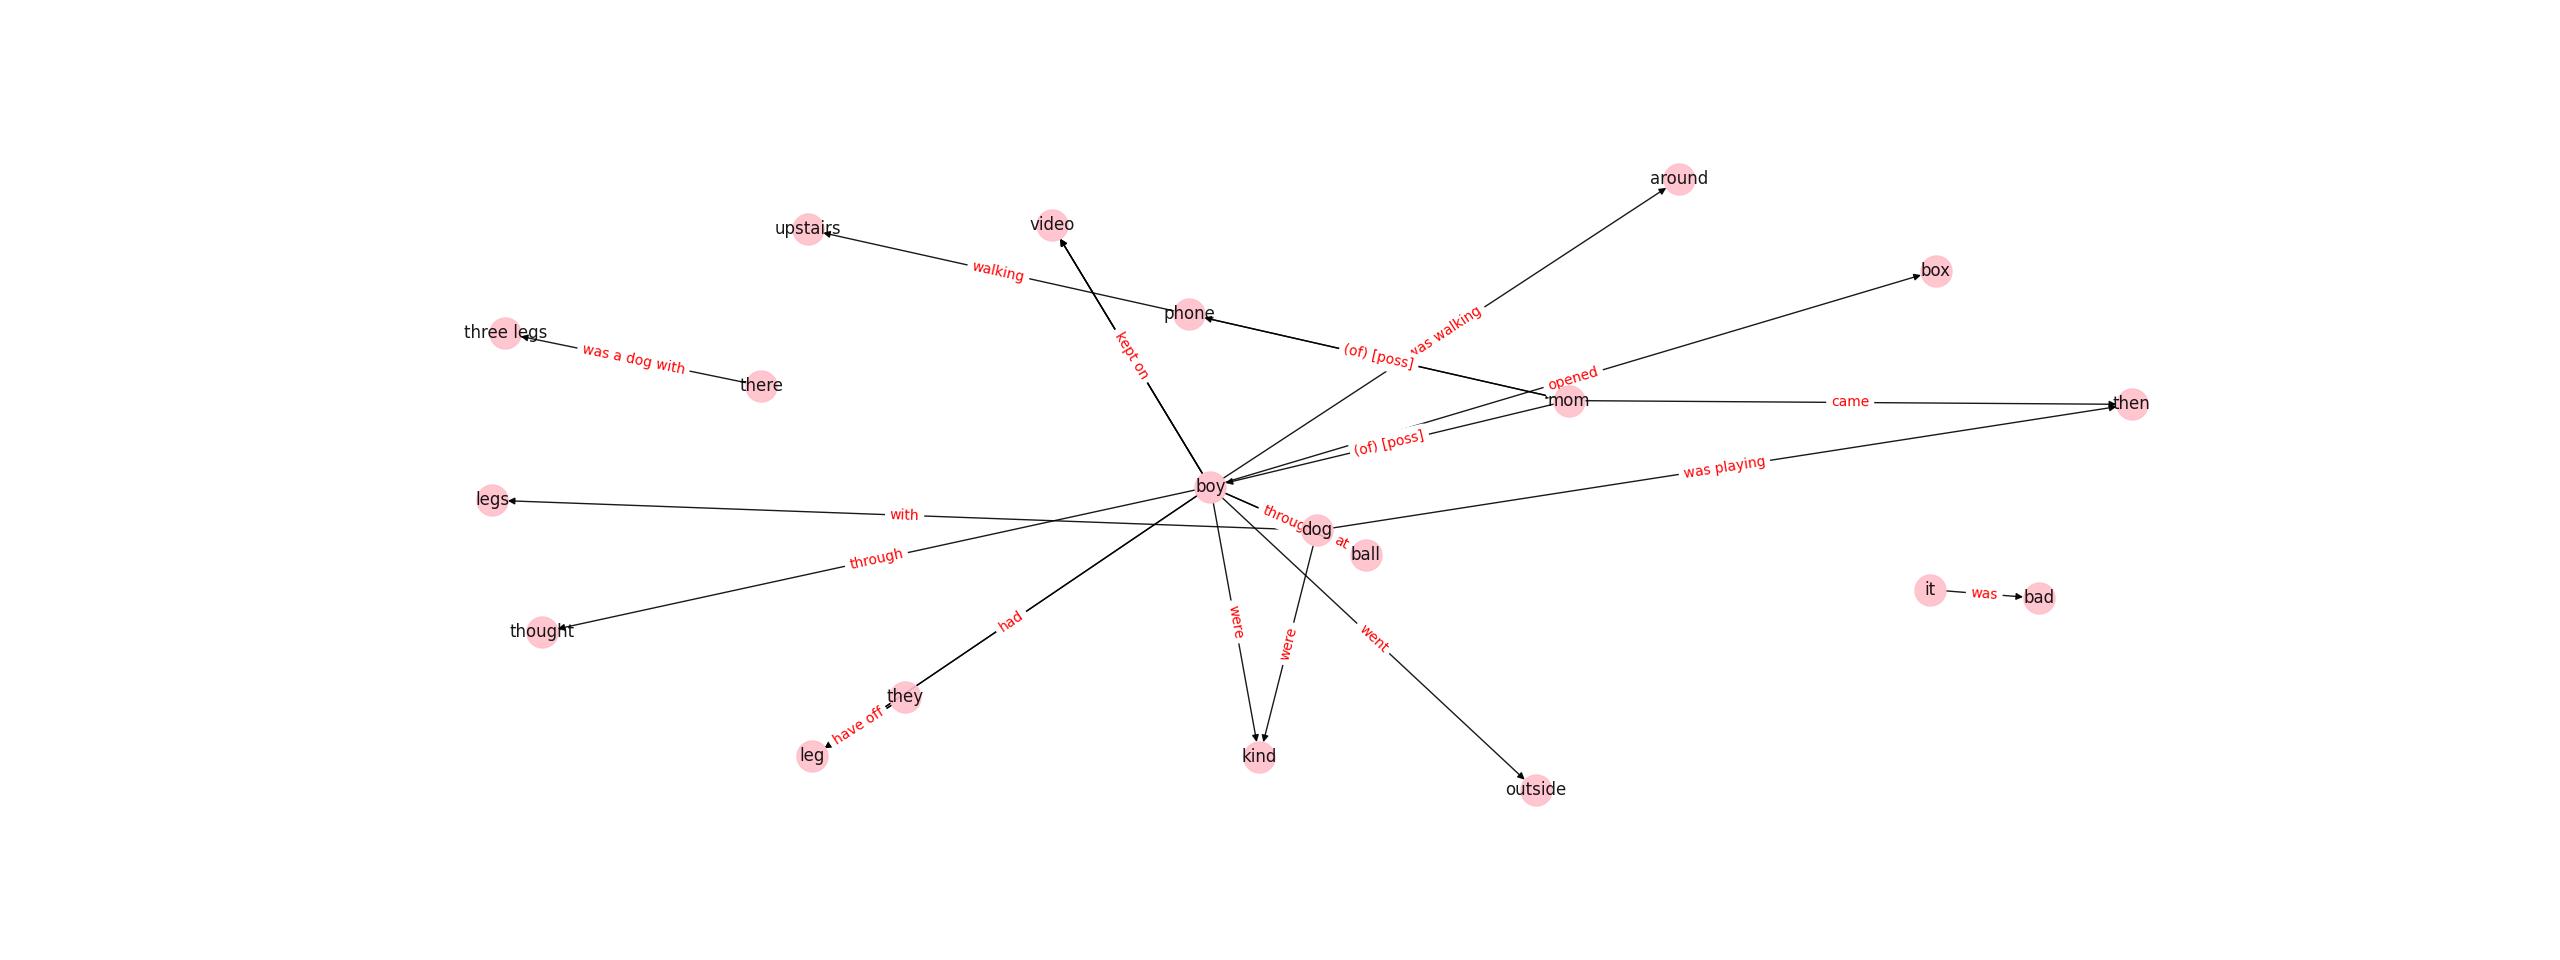 around
upstairs
video
walking
box
phone
was walking
three legs
was a dog with
kept on
(of) [poss]
there
opened
mom
came
then
(of) [poss]
was playing
boy
legs
with
throug
dog
at
ball
through
it
was
bad
thought
had
were
were
went
they
have off
leg
kind
outside